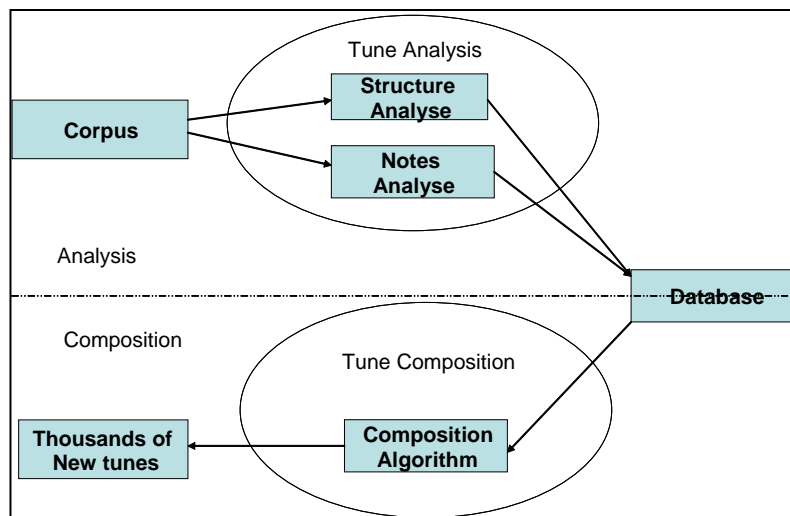 Tune Analysis
Structure
Analyse
Corpus
Notes
Analyse
Analysis
Database
Composition
Tune Composition
Thousands of
New tunes
Composition
Algorithm